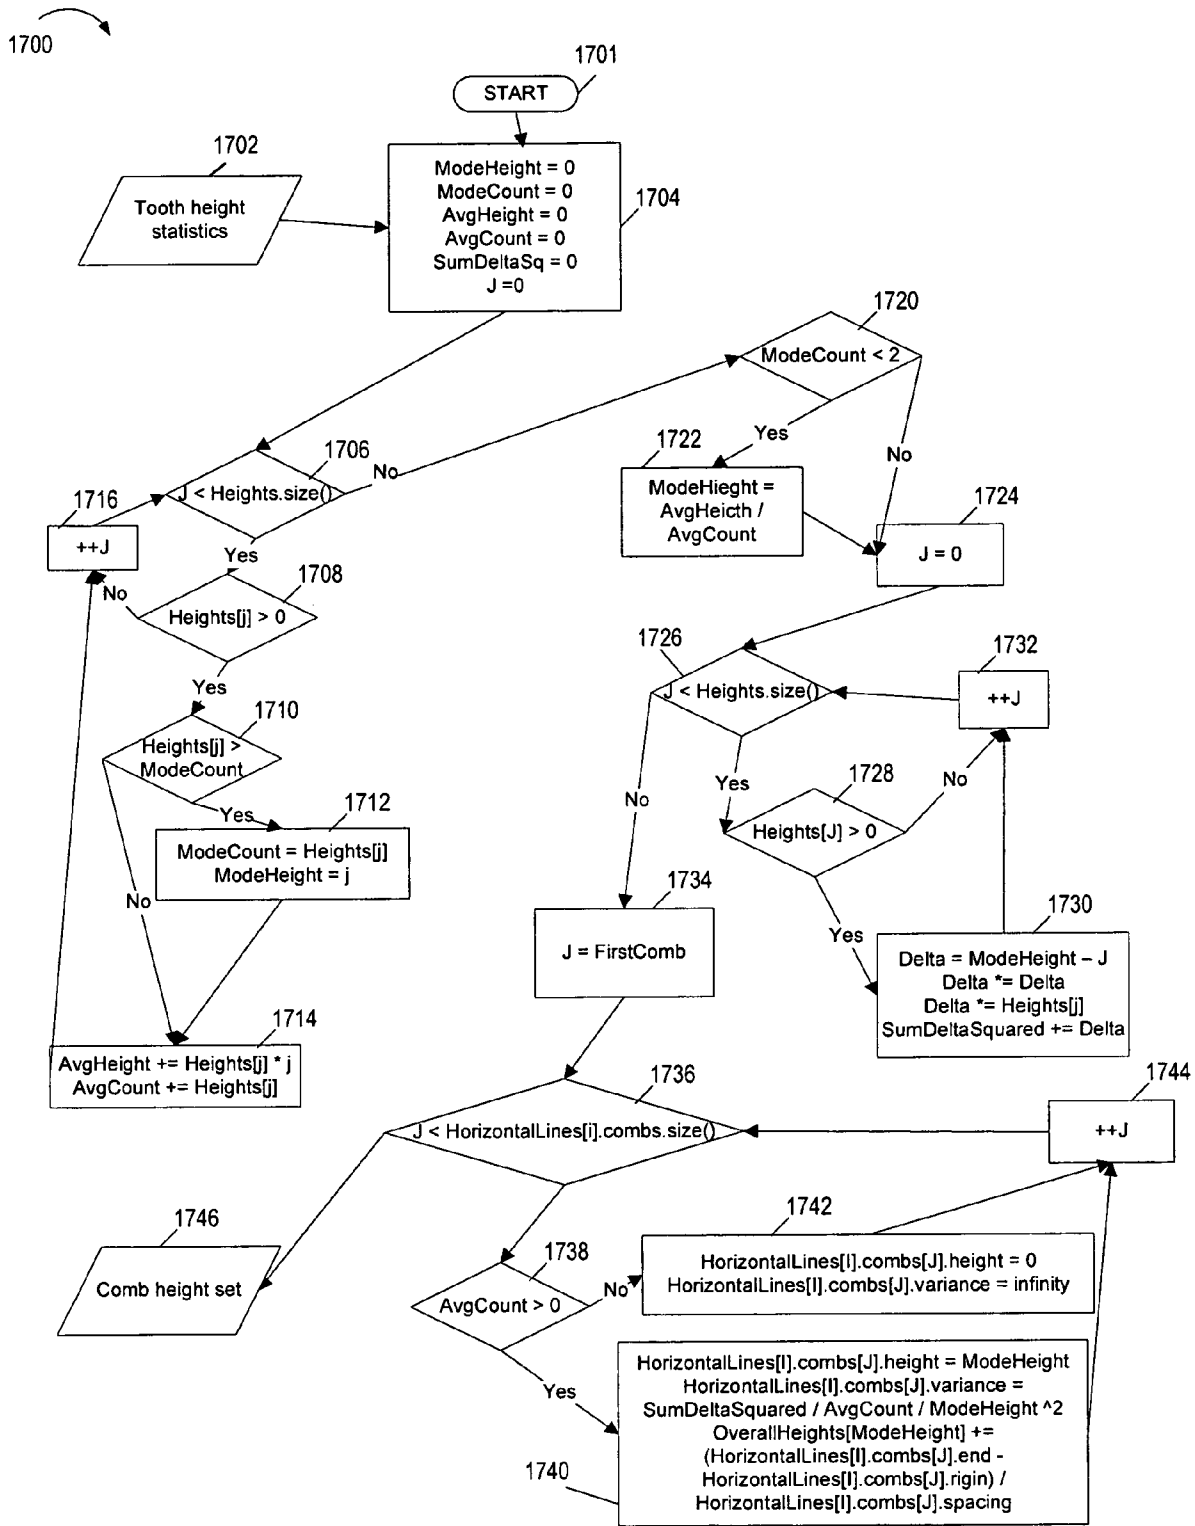 1700
1701
START
1702
Tooth height
statistics
ModeHeight = 0
ModeCount = 0
AvgHeight = 0
AvgCount = 0
SumDeltaSq = 0
J =0
1704
1720
ModeCount < 2
Yes
No
1722
ModeHieght =
AvgHeicth /
AvgCount
1724
J = 0
1706
J < Heights.size()
No
1716
++J
Yes
1708
Heights[j] > 0
No
Yes
1710
Heights[j] >
ModeCount
Yes
1712
ModeCount = Heights[j]
ModeHeight = j
No
1714
AvgHeight += Heights[j] * j
AvgCount += Heights[j]
1726
J < Heights.size()
1732
++J
Yes
1728
Heights[J] > 0
No
No
1734
J = FirstComb
Yes
1730
Delta = ModeHeight – J
Delta *= Delta
Delta *= Heights[j]
SumDeltaSquared += Delta
1736
J < HorizontalLines[i].combs.size()
1744
++J
1746
Comb height set
1738
AvgCount > 0
No
1742
HorizontalLines[I].combs[J].height = 0
HorizontalLines[I].combs[J].variance = infinity
Yes
HorizontalLines[I].combs[J].height = ModeHeight
HorizontalLines[I].combs[J].variance =
SumDeltaSquared / AvgCount / ModeHeight ^2
OverallHeights[ModeHeight] +=
(HorizontalLines[I].combs[J].end -
HorizontalLines[I].combs[J].rigin) /
HorizontalLines[I].combs[J].spacing
1740